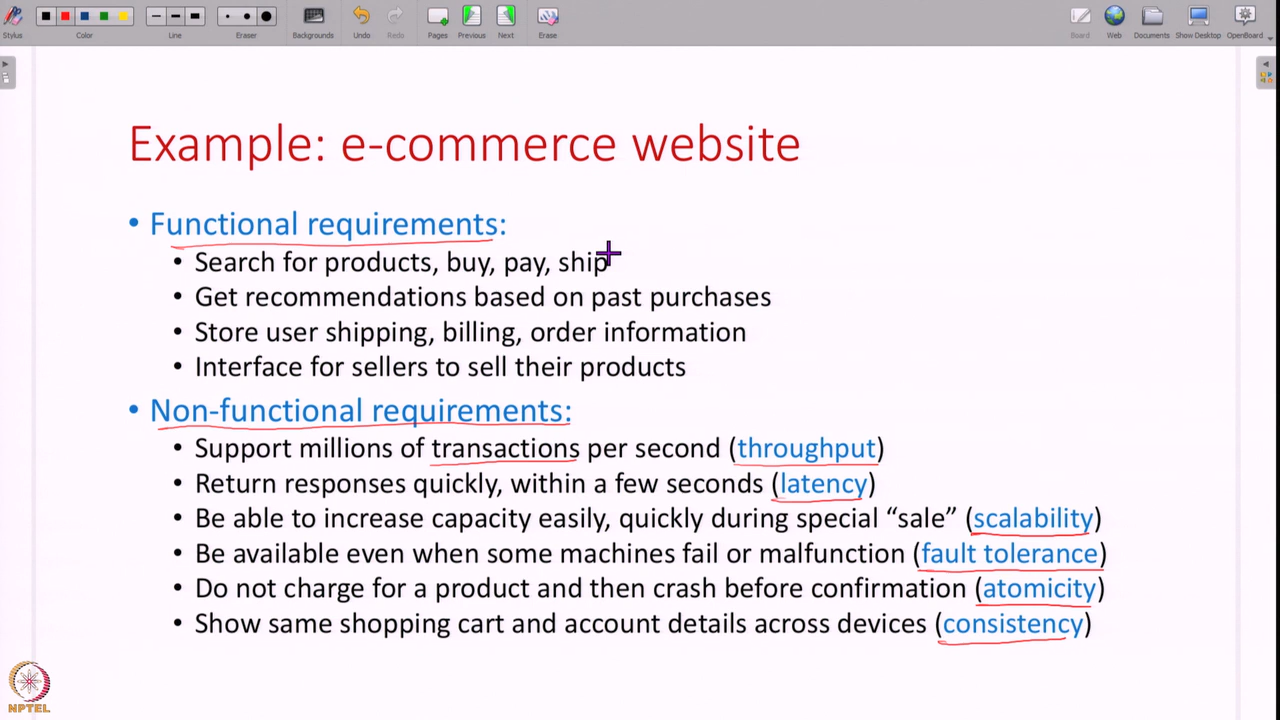 Stylus Color Line Eraser Backgrounds Undo Redo Pages Previous Next Erase Board Web Documents Show Desktop OpenBoard
Example: e-commerce website
• Functional requirements:
• Search for products, buy, pay, ship
• Get recommendations based on past purchases
• Store user shipping, billing, order information
• Interface for sellers to sell their products
• Non-functional requirements:
• Support millions of transactions per second (throughput)
• Return responses quickly, within a few seconds (latency)
• Be able to increase capacity easily, quickly during special “sale” (scalability)
• Be available even when some machines fail or malfunction (fault tolerance)
• Do not charge for a product and then crash before confirmation (atomicity)
• Show same shopping cart and account details across devices (consistency)
NPTEL